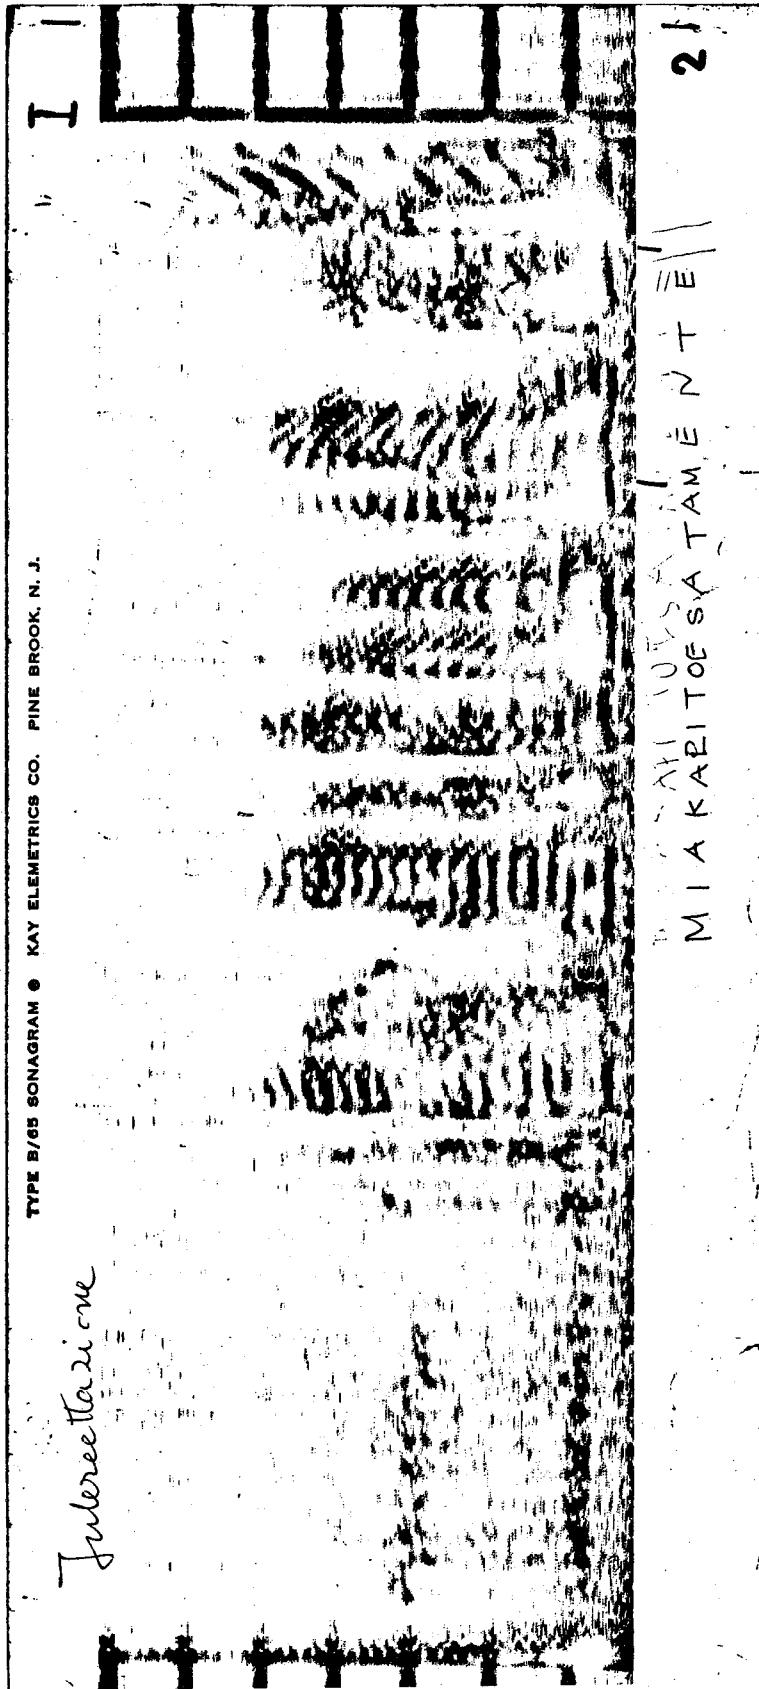 I
TYPE B/65 SONAGRAM ® KAY ELEMETRICS CO. PINE BROOK, N. J.
2
MIAKARITOESATAMENTE